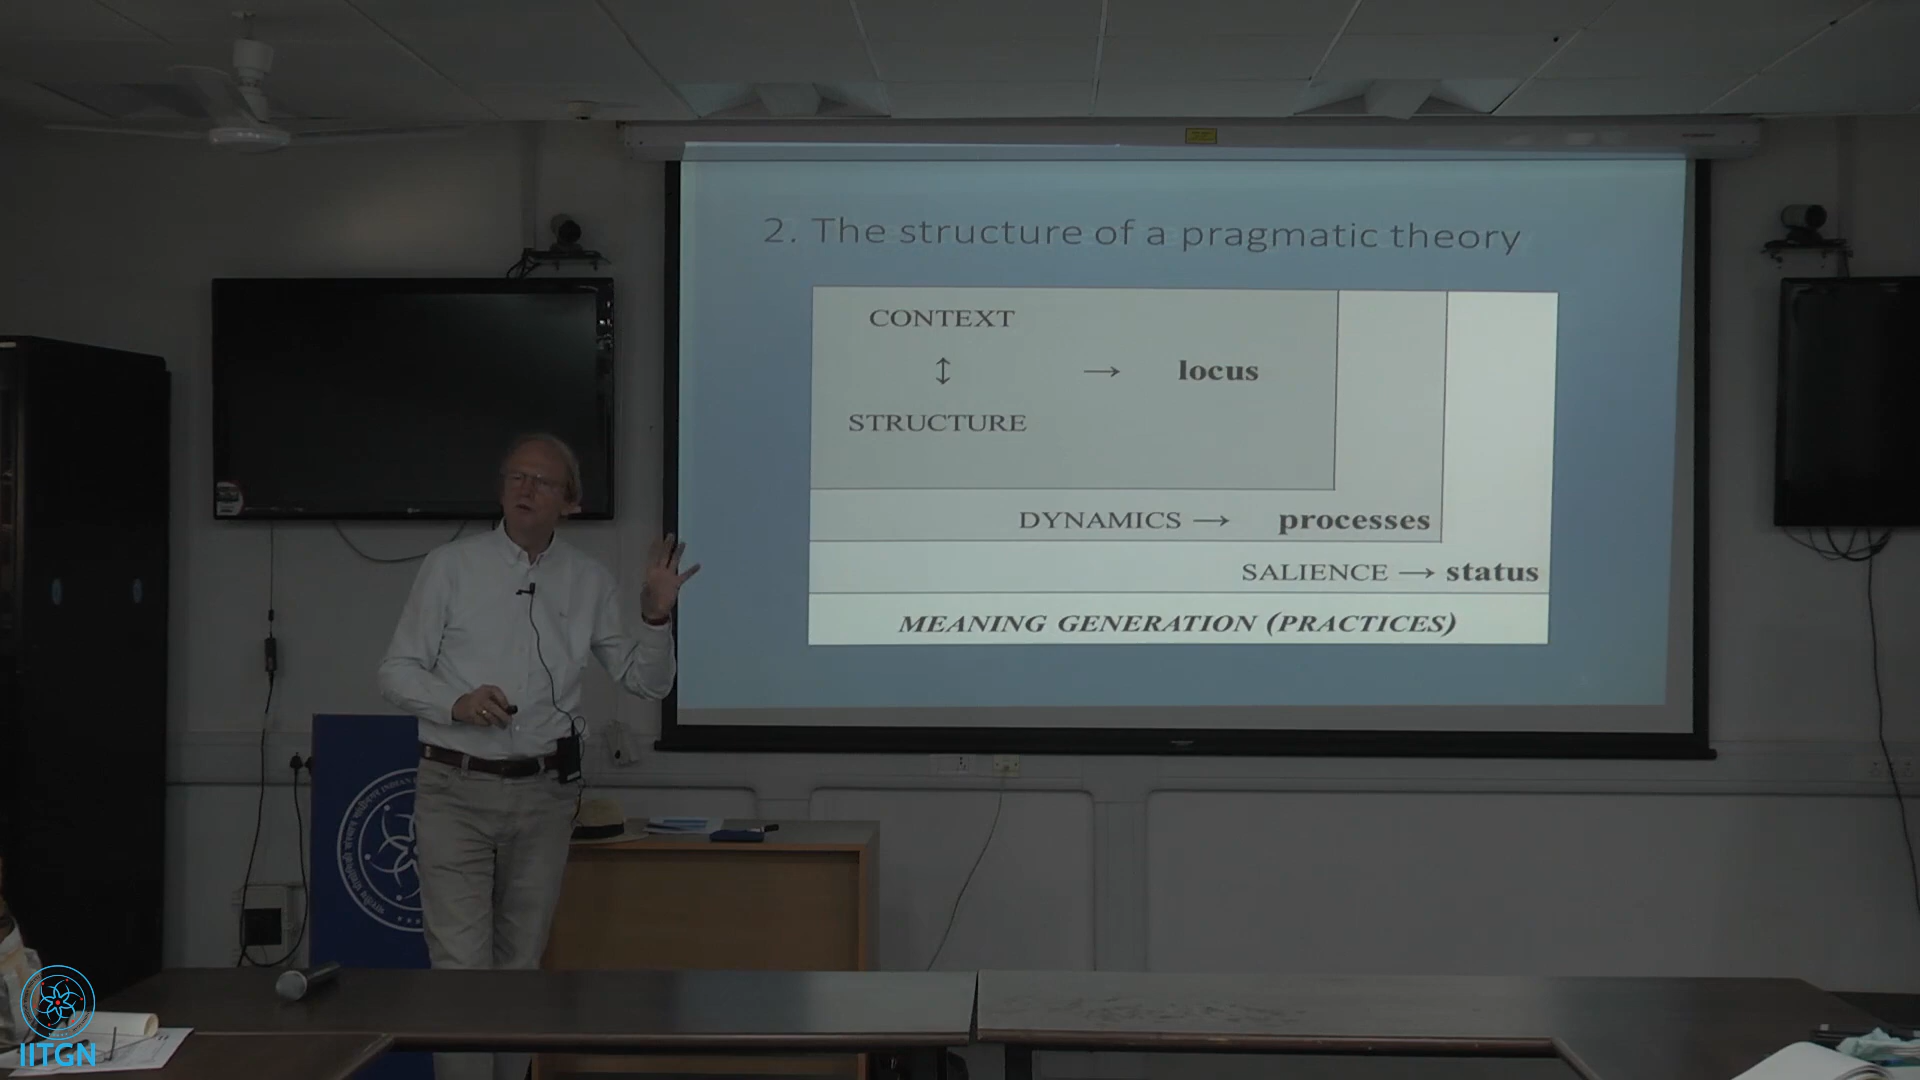 2. The structure of a pragmatic theory
CONTEXT
↕
→ locus
STRUCTURE
DYNAMICS → processes
SALIENCE → status
MEANING GENERATION (PRACTICES)
IITGN